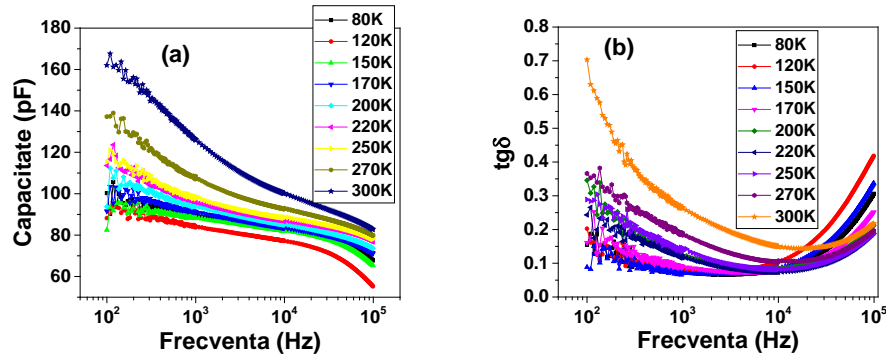 (a)
180
160
140
120
100
80
60
Capacitate (pF)
10² 10³ 10⁴ 10⁵
Frecventa (Hz)
80K
120K
150K
170K
200K
220K
250K
270K
300K
(b)
0.8
0.7
0.6
0.5
0.4
0.3
0.2
0.1
0.0
tgδ
10² 10³ 10⁴ 10⁵
Frecventa (Hz)
80K
120K
150K
170K
200K
220K
250K
270K
300K